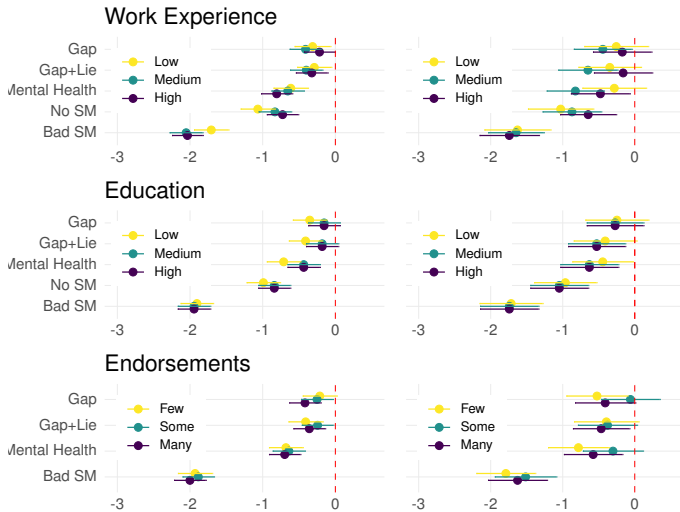 Work Experience
Gap
Gap+Lie
Mental Health
No SM
Bad SM
Low
Medium
High
Low
Medium
High
-3 -2 -1 0 -3 -2 -1 0
Education
Gap
Gap+Lie
Mental Health
No SM
Bad SM
Low
Medium
High
Low
Medium
High
-3 -2 -1 0 -3 -2 -1 0
Endorsements
Gap
Gap+Lie
Mental Health
Bad SM
Few
Some
Many
Few
Some
Many
-3 -2 -1 0 -3 -2 -1 0